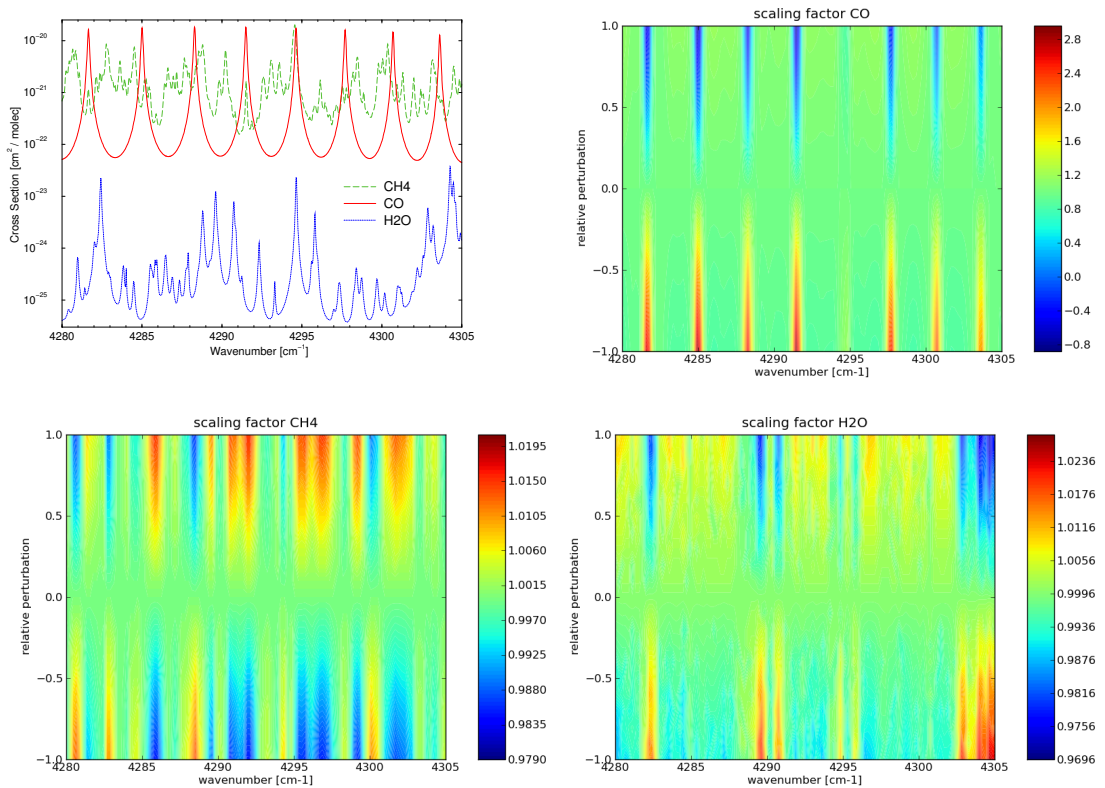 10⁻²⁰
10⁻²¹
10⁻²²
10⁻²³
10⁻²⁴
10⁻²⁵
Cross Section [cm² / molec]
CH4
CO
H2O
4280 4285 4290 4295 4300 4305
Wavenumber [cm⁻¹]
scaling factor CO
1.0
0.5
0.0
−0.5
−1.0
relative perturbation
4280 4285 4290 4295 4300 4305
wavenumber [cm-1]
2.8
2.4
2.0
1.6
1.2
0.8
0.4
0.0
−0.4
−0.8
scaling factor CH4
1.0
0.5
0.0
−0.5
−1.0
relative perturbation
4280 4285 4290 4295 4300 4305
wavenumber [cm-1]
1.0195
1.0150
1.0105
1.0060
1.0015
0.9970
0.9925
0.9880
0.9835
0.9790
scaling factor H2O
1.0
0.5
0.0
−0.5
−1.0
relative perturbation
4280 4285 4290 4295 4300 4305
wavenumber [cm-1]
1.0236
1.0176
1.0116
1.0056
0.9996
0.9936
0.9876
0.9816
0.9756
0.9696